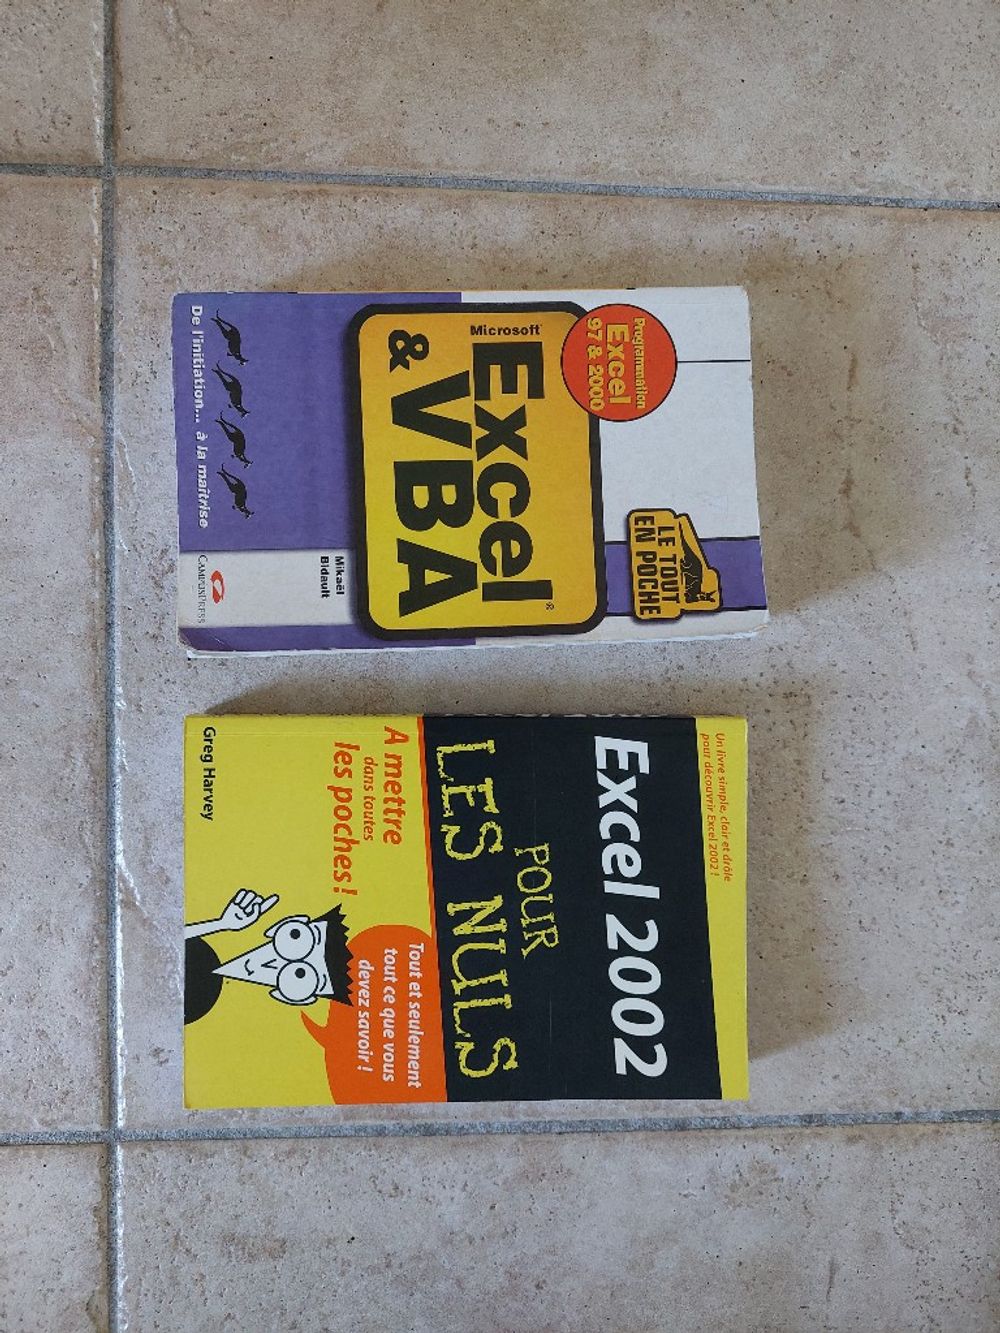 Programmation
Excel
97 & 2000
LE TOUT
EN POCHE
Microsoft
Excel®
& VBA
Mikaël
Bidault
De l'initiation... à la maîtrise
CAMPUSPRESS
Un livre simple, clair et drôle
pour découvrir Excel 2002 !
Excel 2002
POUR
LES NULS
A mettre
dans toutes
les poches !
Tout et seulement
tout ce que vous
devez savoir !
Greg Harvey